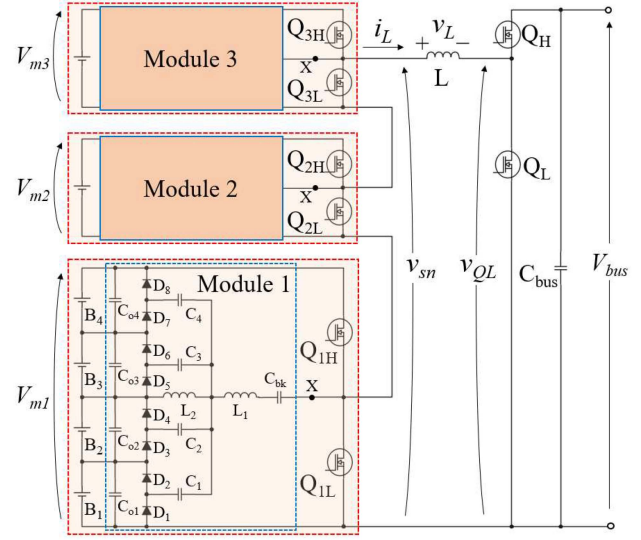 V_m3
Module 3
Q_3H
X
Q_3L
i_L
+ v_L −
L
Q_H
V_m2
Module 2
Q_2H
X
Q_2L
Q_L
v_sn
v_QL
C_bus
V_bus
V_m1
Module 1
B_4
C_o4
D_8
D_7
C_4
B_3
C_o3
D_6
D_5
C_3
Q_1H
C_bk
X
L_2
L_1
B_2
C_o2
D_4
D_3
C_2
B_1
C_o1
D_2
D_1
C_1
Q_1L